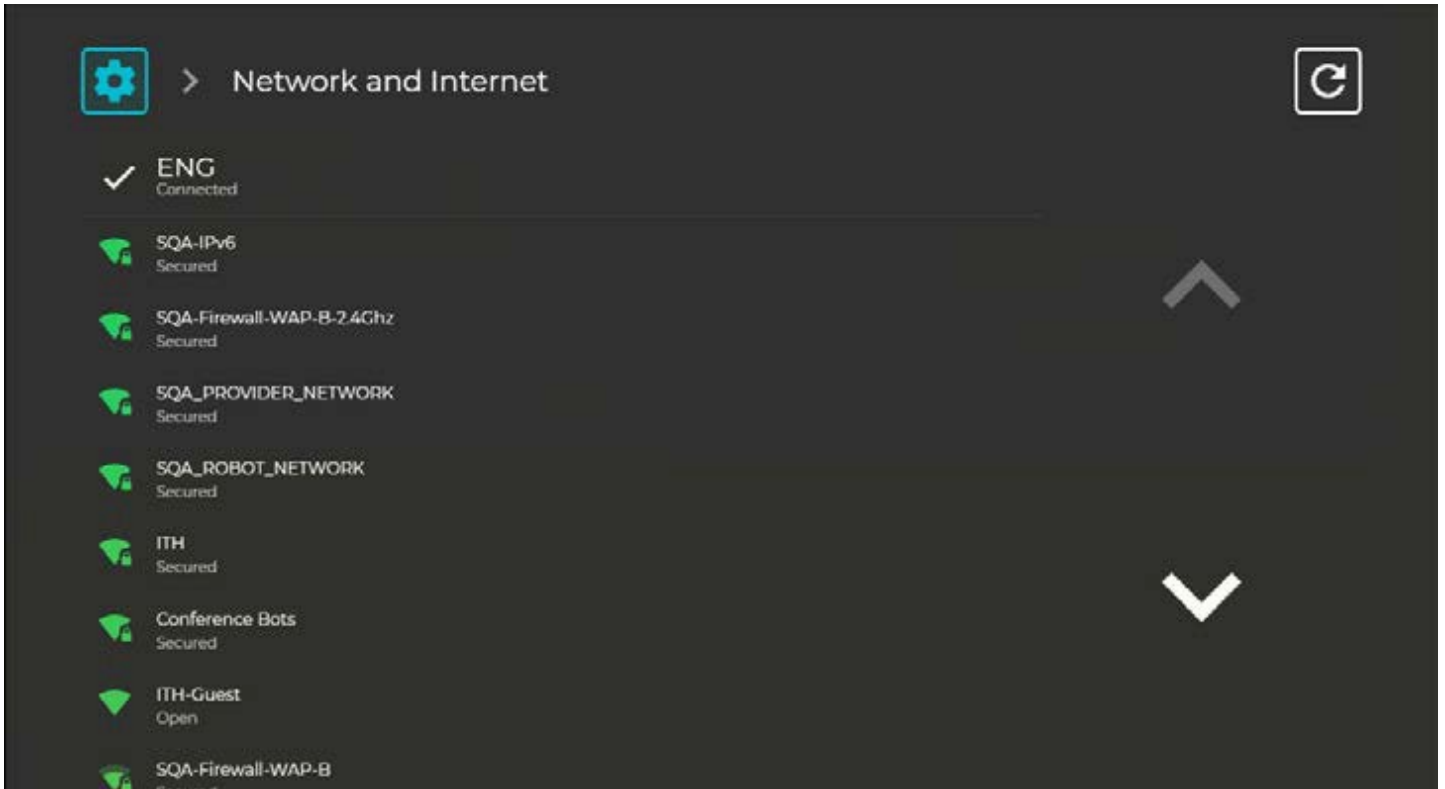 Network and Internet
ENG
Connected
SQA-IPv6
Secured
SQA-Firewall-WAP-B-2.4Ghz
Secured
SQA_PROVIDER_NETWORK
Secured
SQA_ROBOT_NETWORK
Secured
ITH
Secured
Conference Bots
Secured
ITH-Guest
Open
SQA-Firewall-WAP-B